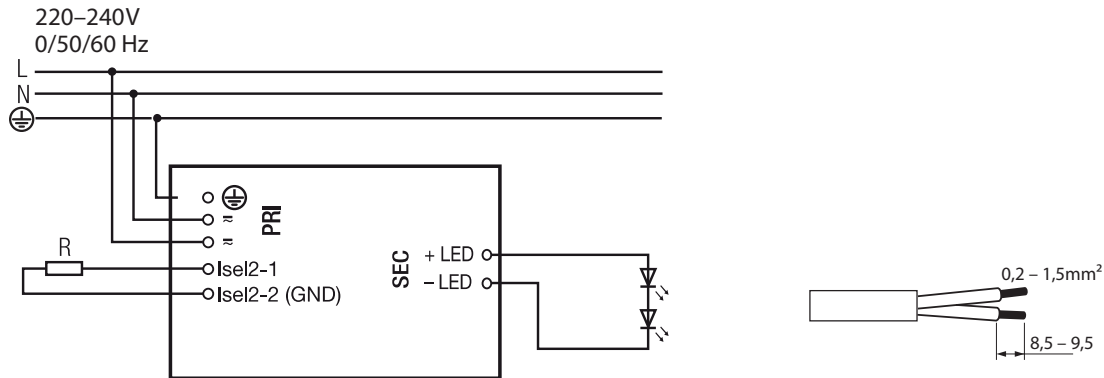 220–240V
0/50/60 Hz
L
N
PRI
≂
≂
R
Isel2-1
Isel2-2 (GND)
SEC
+ LED
– LED
0,2 – 1,5mm²
8,5 – 9,5